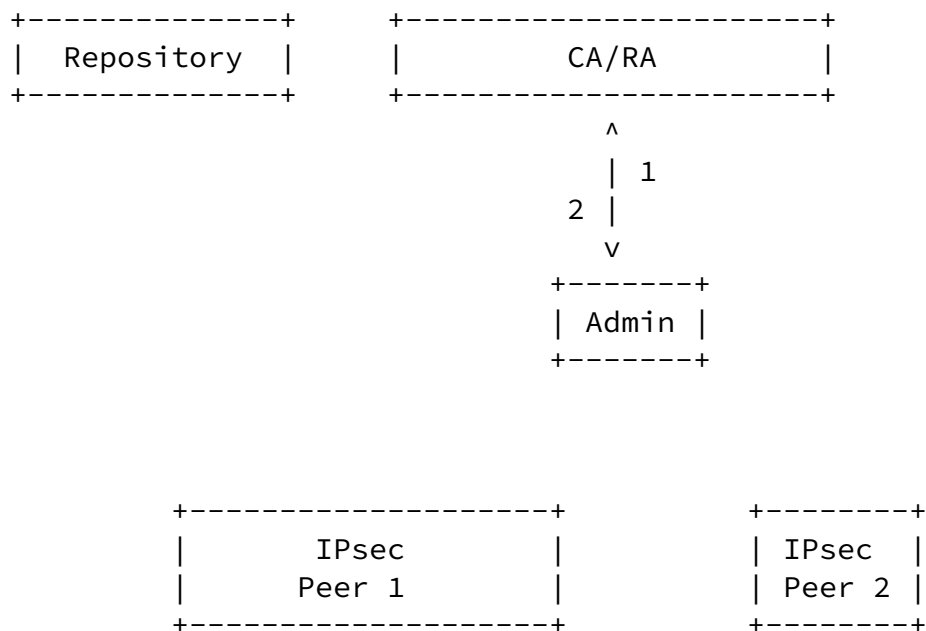 Repository CA/RA
1
2
Admin
IPsec IPsec
Peer 1 Peer 2